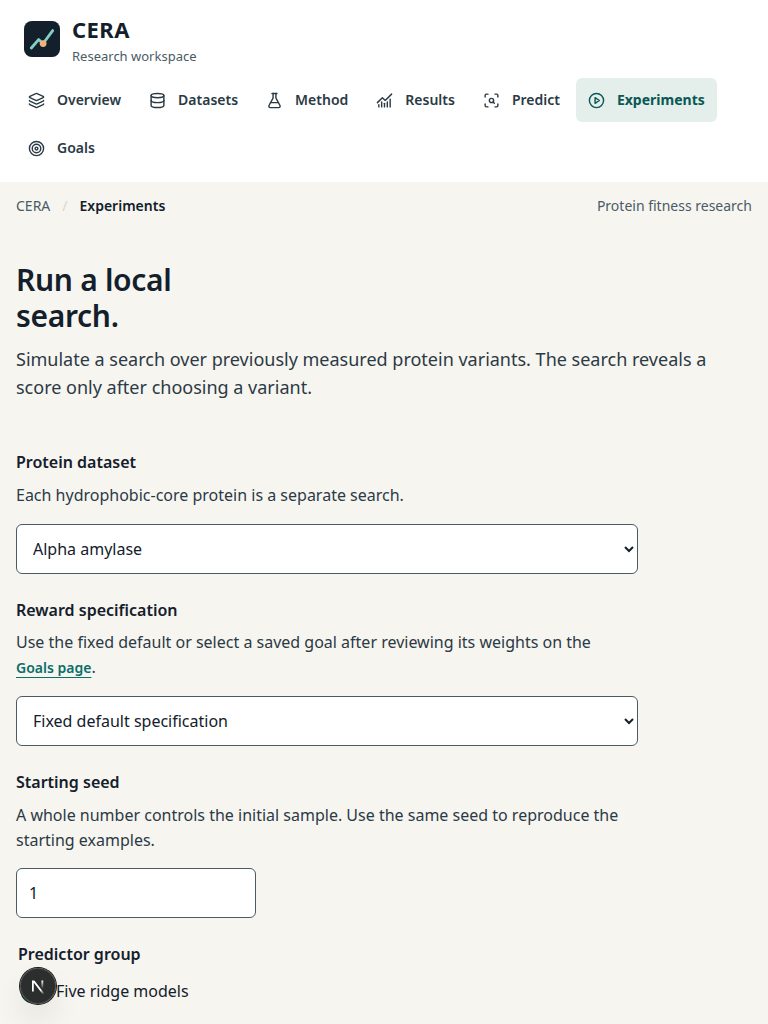 CERA
Research workspace
Overview Datasets Method Results Predict Experiments
Goals
CERA / Experiments Protein fitness research
Run a local
search.
Simulate a search over previously measured protein variants. The search reveals a
score only after choosing a variant.
Protein dataset
Each hydrophobic-core protein is a separate search.
Alpha amylase
Reward specification
Use the fixed default or select a saved goal after reviewing its weights on the
Goals page.
Fixed default specification
Starting seed
A whole number controls the initial sample. Use the same seed to reproduce the
starting examples.
1
Predictor group
N Five ridge models